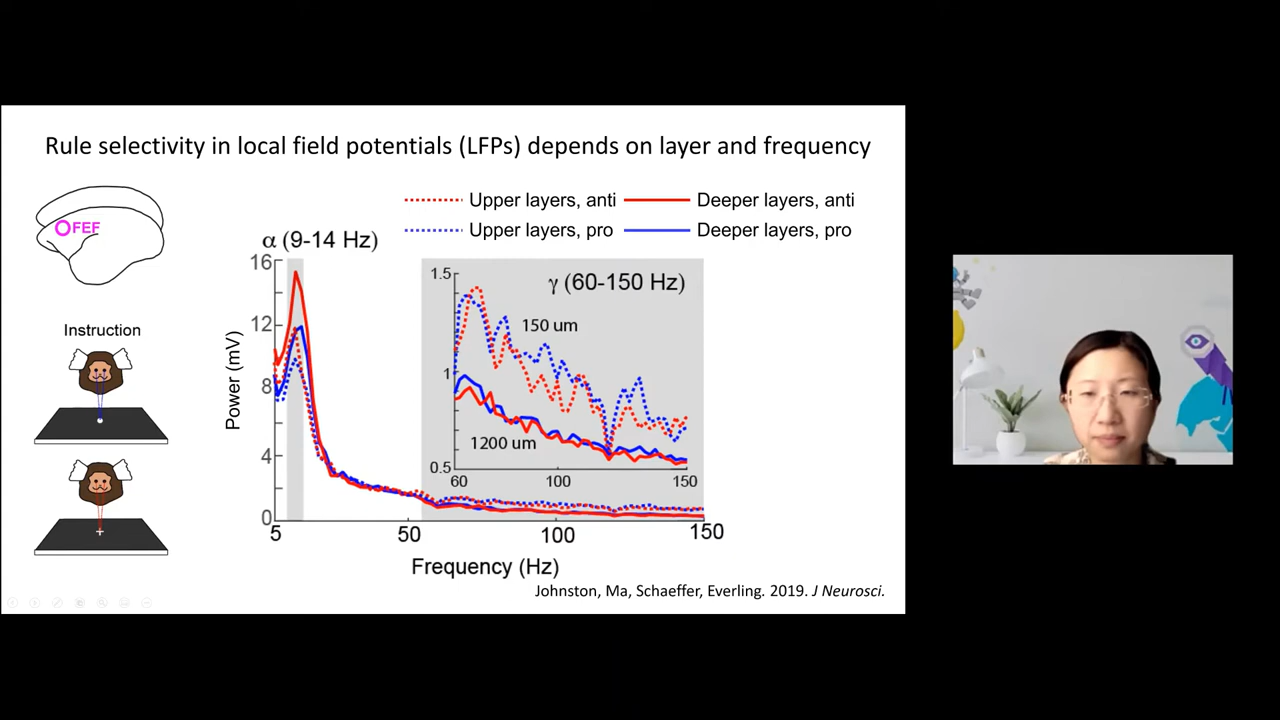 Rule selectivity in local field potentials (LFPs) depends on layer and frequency
FEF
Instruction
Upper layers, anti
Deeper layers, anti
Upper layers, pro
Deeper layers, pro
α (9-14 Hz)
16
12
8
4
0
Power (mV)
5
50
100
150
Frequency (Hz)
γ (60-150 Hz)
1.5
1
0.5
150 um
1200 um
60
100
150
Johnston, Ma, Schaeffer, Everling. 2019. J Neurosci.